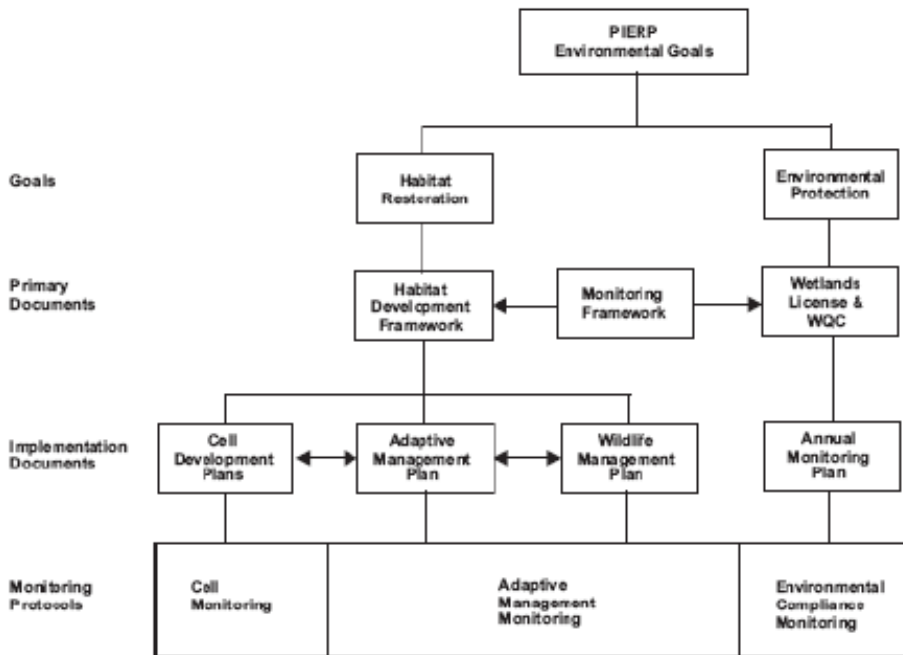 PIERP
Environmental Goals
Goals
Habitat
Restoration
Environmental
Protection
Primary
Documents
Habitat
Development
Framework
Monitoring
Framework
Wetlands
License &
WQC
Implementation
Documents
Cell
Development
Plans
Adaptive
Management
Plan
Wildlife
Management
Plan
Annual
Monitoring
Plan
Monitoring
Protocols
Cell
Monitoring
Adaptive
Management
Monitoring
Environmental
Compliance
Monitoring